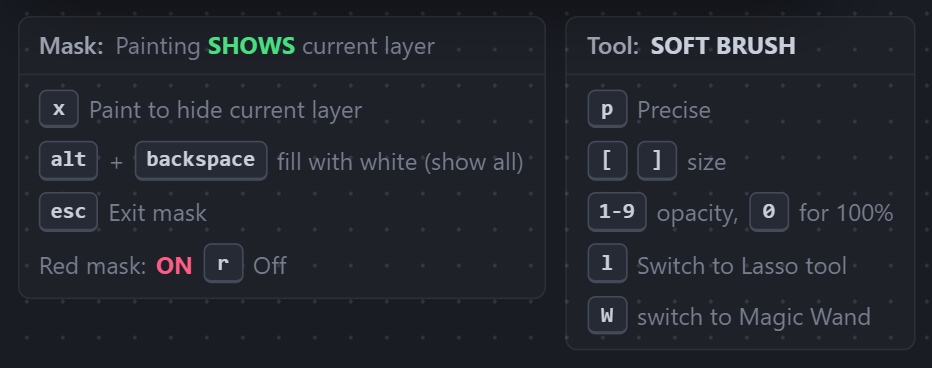 Mask: Painting SHOWS current layer
x Paint to hide current layer
alt + backspace fill with white (show all)
esc Exit mask
Red mask: ON r Off
Tool: SOFT BRUSH
p Precise
[ ] size
1-9 opacity, 0 for 100%
l Switch to Lasso tool
W switch to Magic Wand